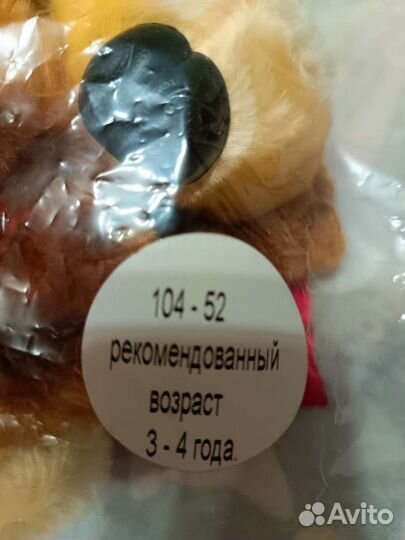 104 - 52
рекомендованный
возраст
3 - 4 года.
Avito